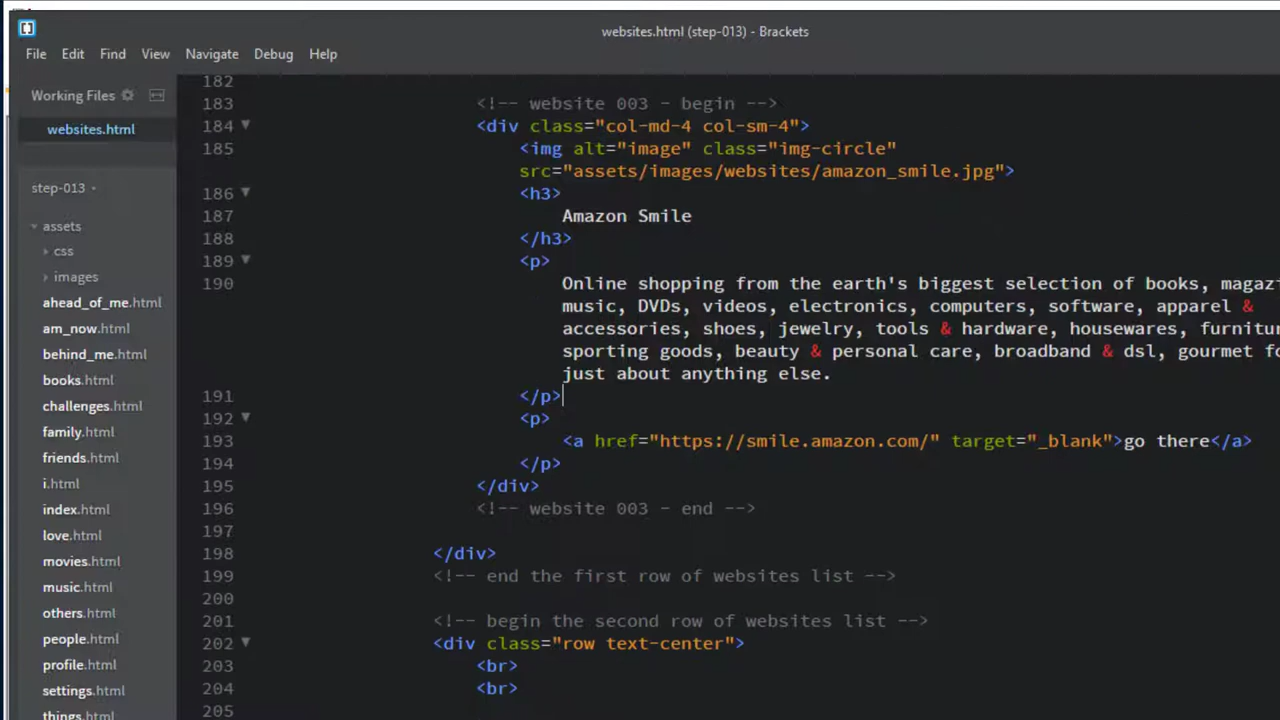 websites.html (step-013) - Brackets
File Edit Find View Navigate Debug Help
Working Files
websites.html
step-013
assets
css
images
ahead_of_me.html
am_now.html
behind_me.html
books.html
challenges.html
family.html
friends.html
i.html
index.html
love.html
movies.html
music.html
others.html
people.html
profile.html
settings.html
things.html
182
183 <!-- website 003 - begin -->
184 <div class="col-md-4 col-sm-4">
185 <img alt="image" class="img-circle"
src="assets/images/websites/amazon_smile.jpg">
186 <h3>
187 Amazon Smile
188 </h3>
189 <p>
190 Online shopping from the earth's biggest selection of books, magazi
music, DVDs, videos, electronics, computers, software, apparel &
accessories, shoes, jewelry, tools & hardware, housewares, furnitur
sporting goods, beauty & personal care, broadband & dsl, gourmet fo
just about anything else.
191 </p>
192 <p>
193 <a href="https://smile.amazon.com/" target="_blank">go there</a>
194 </p>
195 </div>
196 <!-- website 003 - end -->
197
198 </div>
199 <!-- end the first row of websites list -->
200
201 <!-- begin the second row of websites list -->
202 <div class="row text-center">
203 <br>
204 <br>
205